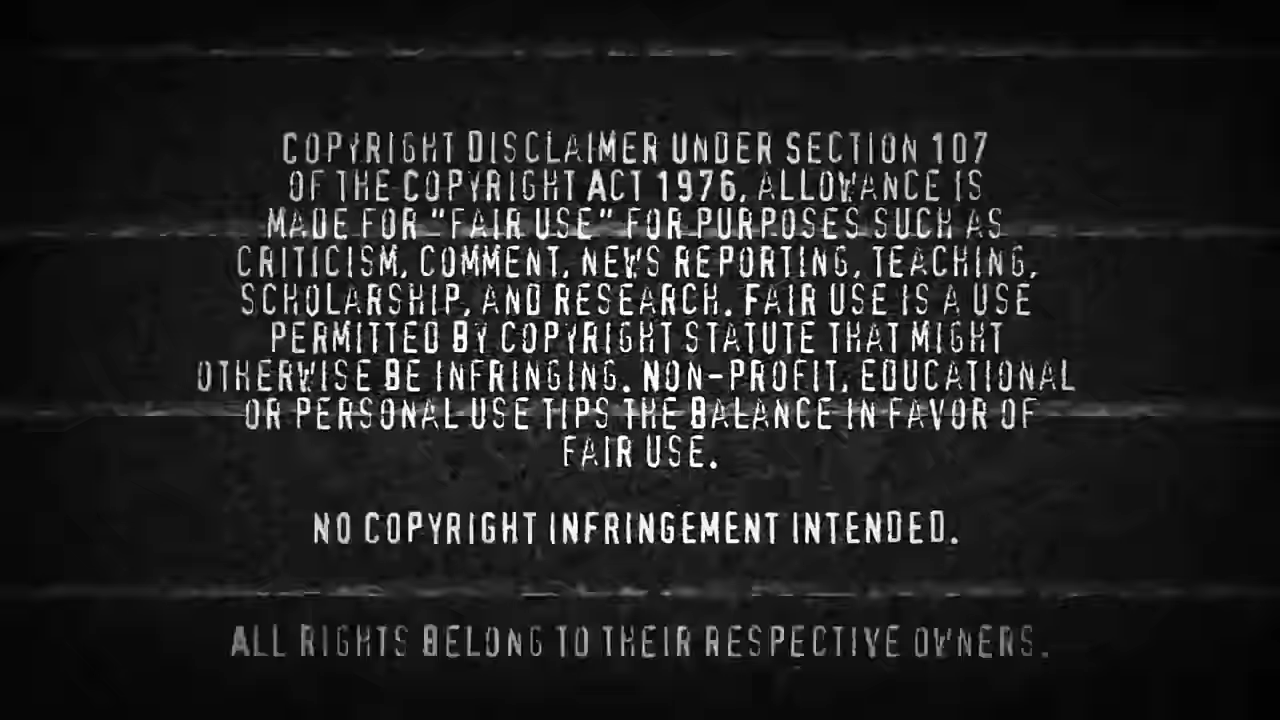 COPYRIGHT DISCLAIMER UNDER SECTION 107
OF THE COPYRIGHT ACT 1976, ALLOWANCE IS
MADE FOR "FAIR USE" FOR PURPOSES SUCH AS
CRITICISM, COMMENT, NEWS REPORTING, TEACHING,
SCHOLARSHIP, AND RESEARCH. FAIR USE IS A USE
PERMITTED BY COPYRIGHT STATUTE THAT MIGHT
OTHERWISE BE INFRINGING. NON-PROFIT, EDUCATIONAL
OR PERSONAL USE TIPS THE BALANCE IN FAVOR OF
FAIR USE.
NO COPYRIGHT INFRINGEMENT INTENDED.
ALL RIGHTS BELONG TO THEIR RESPECTIVE OWNERS.